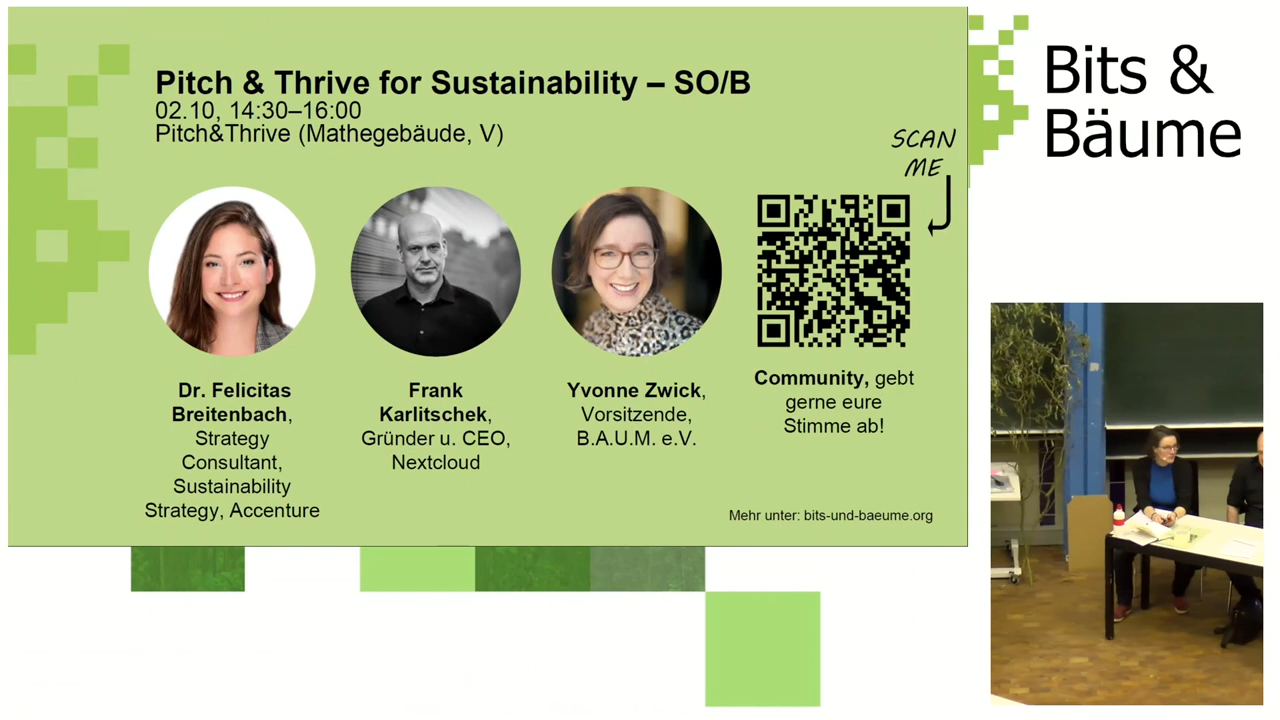 Pitch & Thrive for Sustainability – SO/B
02.10, 14:30–16:00
Pitch&Thrive (Mathegebäude, V)
SCAN
ME
Dr. Felicitas
Breitenbach,
Strategy
Consultant,
Sustainability
Strategy, Accenture
Frank
Karlitschek,
Gründer u. CEO,
Nextcloud
Yvonne Zwick,
Vorsitzende,
B.A.U.M. e.V.
Community, gebt
gerne eure
Stimme ab!
Mehr unter: bits-und-baeume.org
Bits &
Bäume